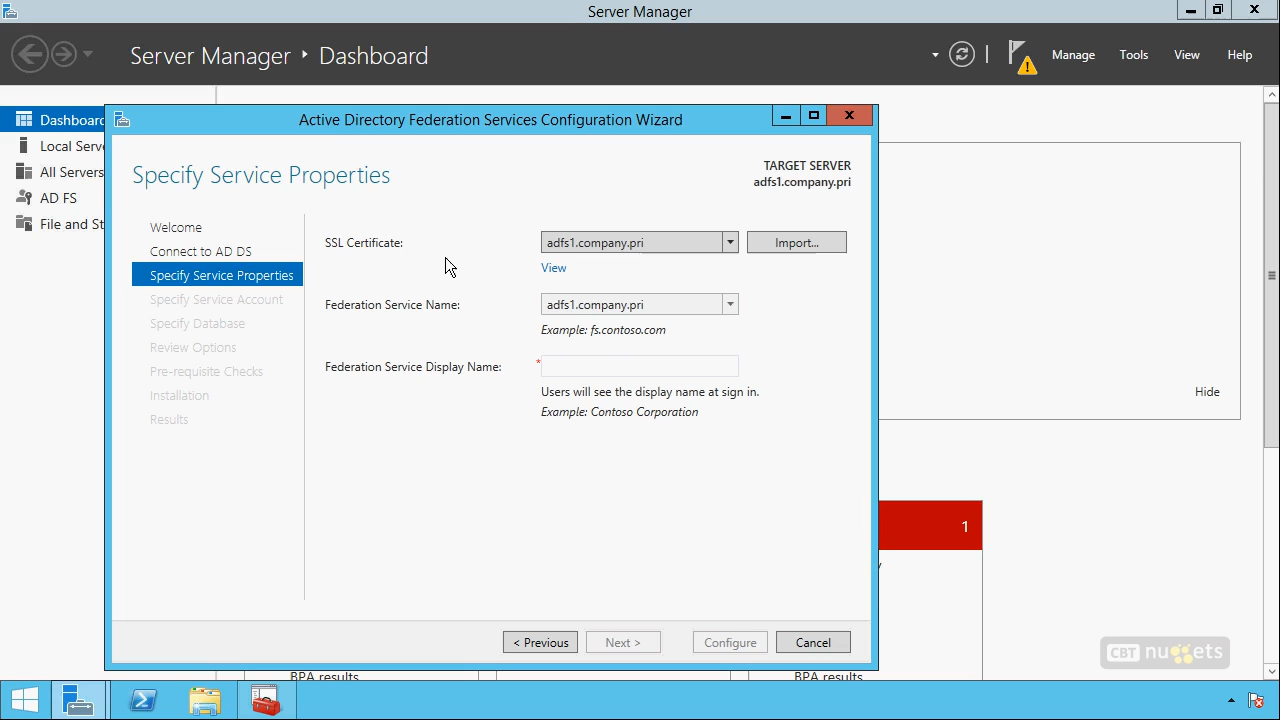 Server Manager
Server Manager ‣ Dashboard
Manage
Tools
View
Help
Dashboard
Local Serve
All Servers
AD FS
File and St
Active Directory Federation Services Configuration Wizard
Specify Service Properties
TARGET SERVER
adfs1.company.pri
Welcome
Connect to AD DS
Specify Service Properties
Specify Service Account
Specify Database
Review Options
Pre-requisite Checks
Installation
Results
SSL Certificate:
adfs1.company.pri
Import...
View
Federation Service Name:
adfs1.company.pri
Example: fs.contoso.com
Federation Service Display Name:
*
Users will see the display name at sign in.
Example: Contoso Corporation
< Previous
Next >
Configure
Cancel
Hide
1
BPA results
BPA results
CBT nuggets